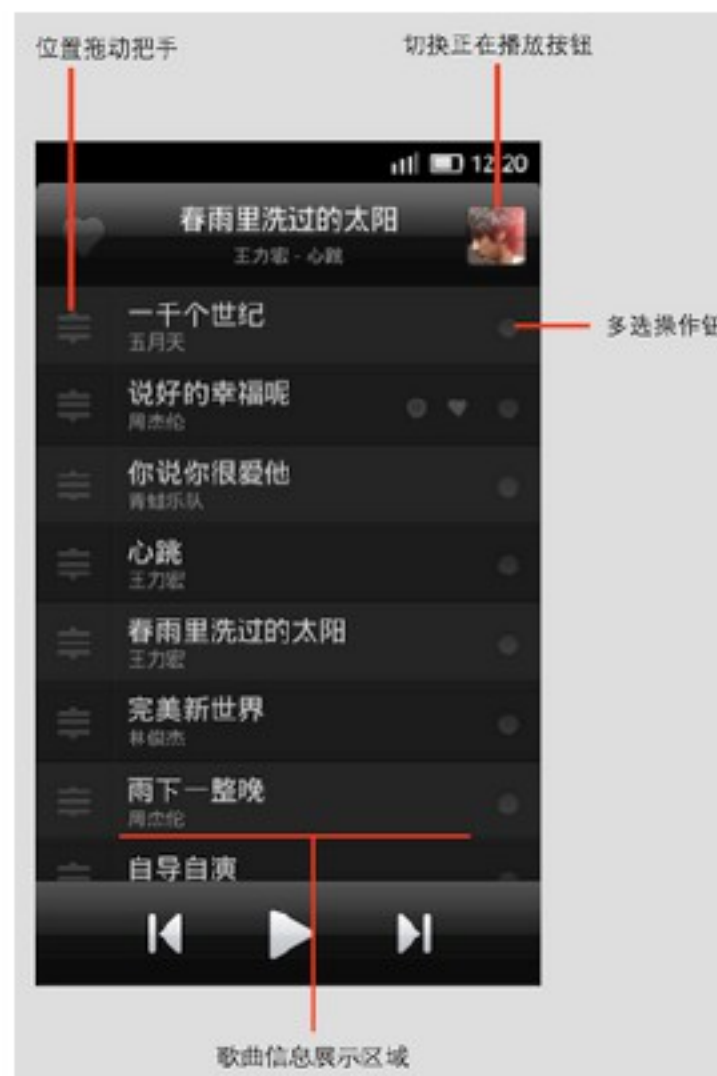 位置拖动把手
切换正在播放按钮
12:20
春雨里洗过的太阳
王力宏 - 心跳
一千个世纪
五月天
多选操作钮
说好的幸福呢
周杰伦
你说你很爱他
青蛙乐队
心跳
王力宏
春雨里洗过的太阳
王力宏
完美新世界
林俊杰
雨下一整晚
周杰伦
自导自演
歌曲信息展示区域